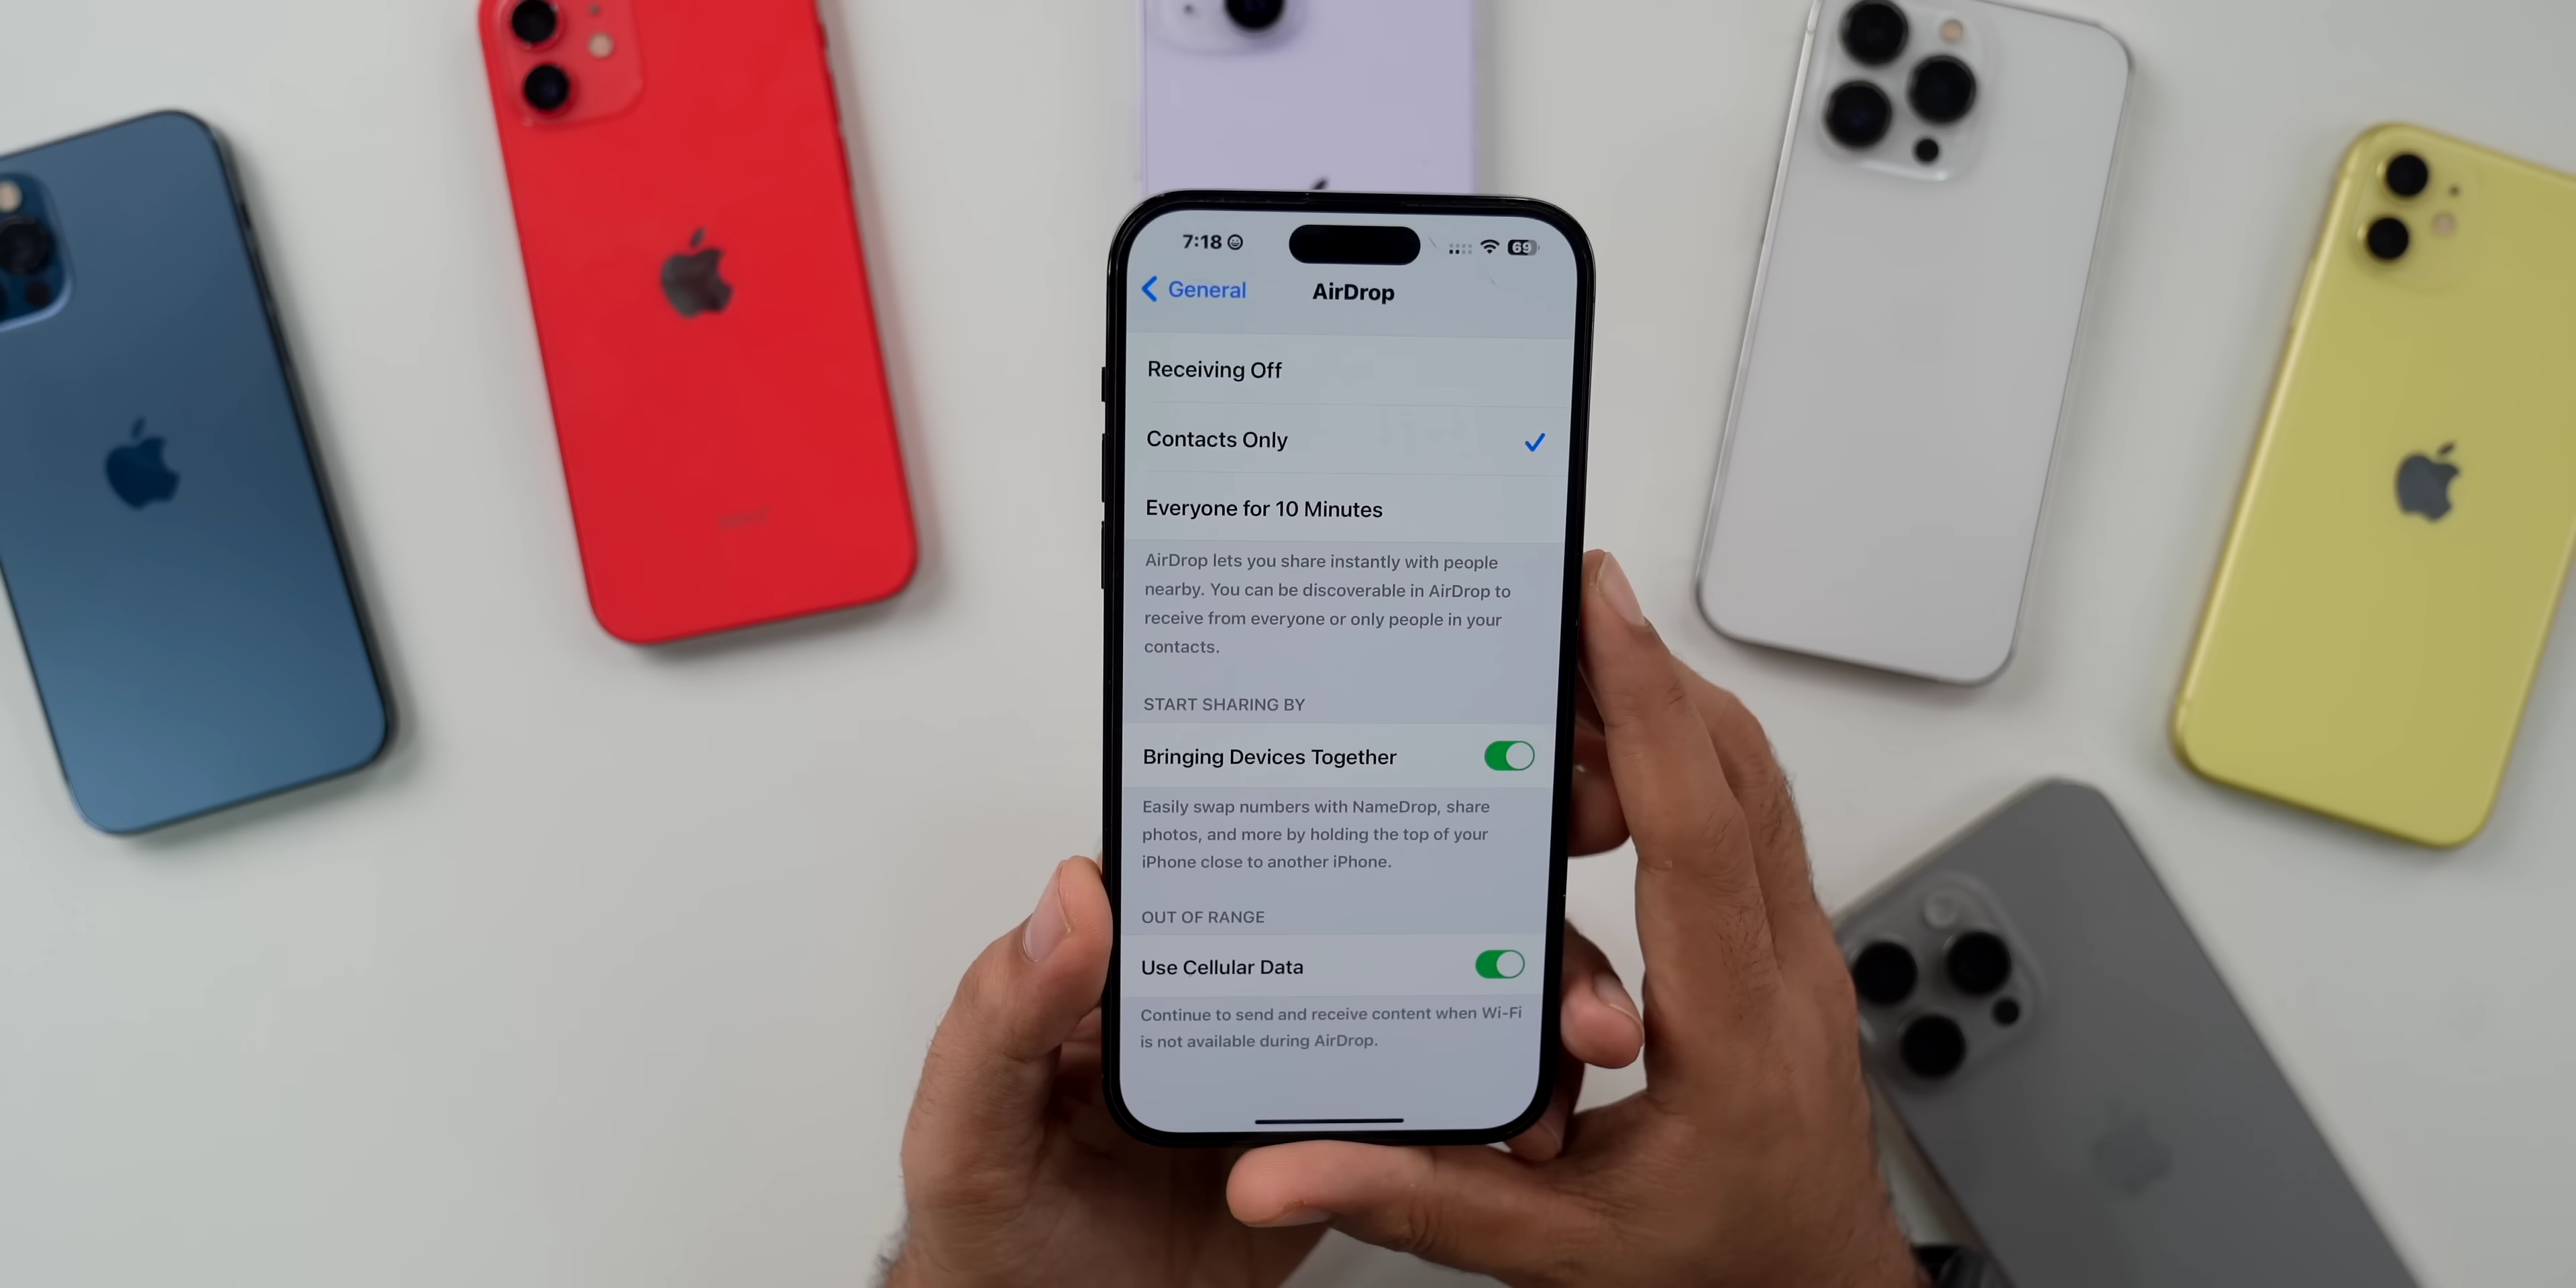 7:18
69
General
AirDrop
Receiving Off
Contacts Only
Everyone for 10 Minutes
AirDrop lets you share instantly with people
nearby. You can be discoverable in AirDrop to
receive from everyone or only people in your
contacts.
START SHARING BY
Bringing Devices Together
Easily swap numbers with NameDrop, share
photos, and more by holding the top of your
iPhone close to another iPhone.
OUT OF RANGE
Use Cellular Data
Continue to send and receive content when Wi-Fi
is not available during AirDrop.